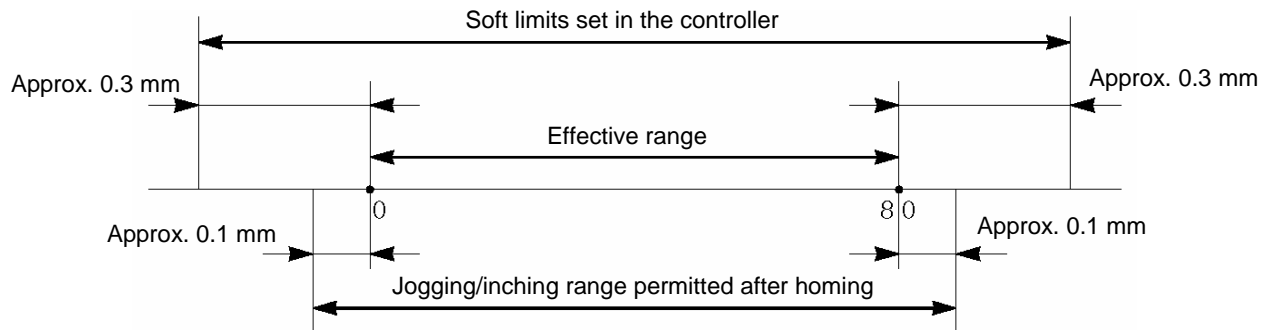 Soft limits set in the controller
Approx. 0.3 mm
Approx. 0.3 mm
Effective range
0
80
Approx. 0.1 mm
Approx. 0.1 mm
Jogging/inching range permitted after homing